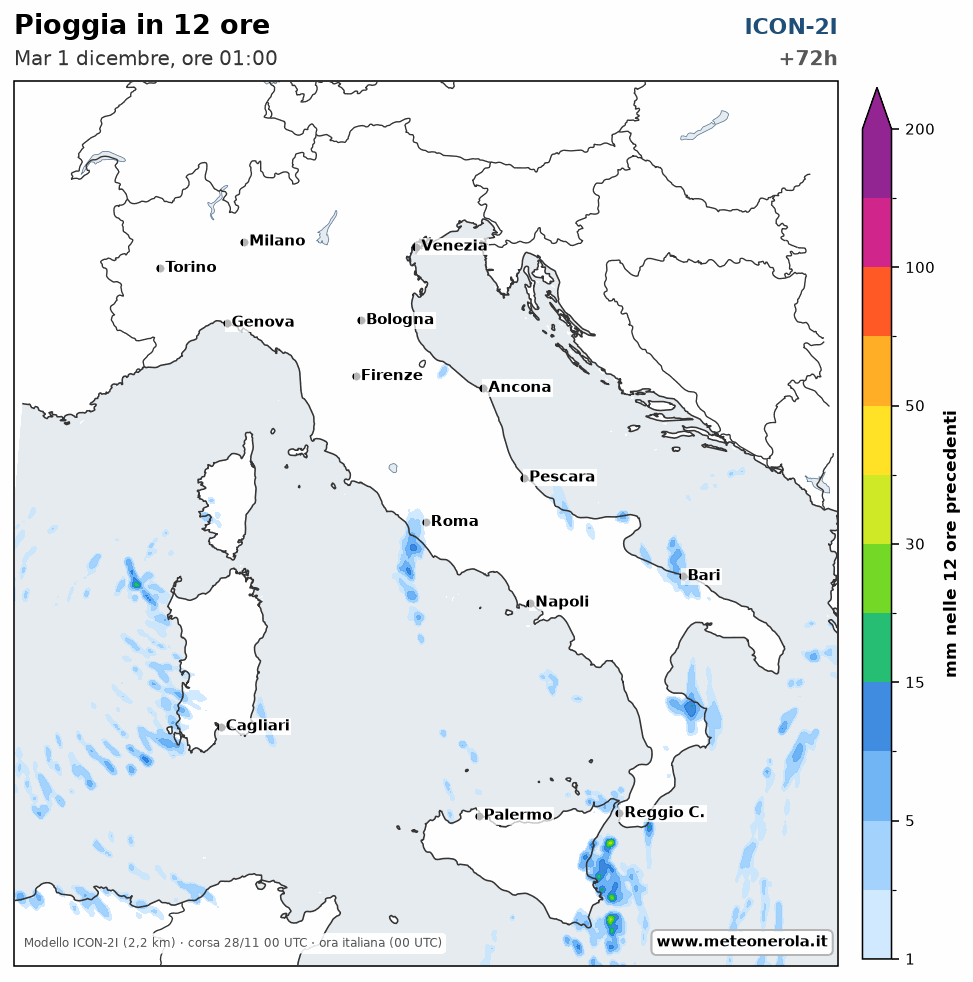 Pioggia in 12 ore
ICON-2I
Mar 1 dicembre, ore 01:00
+72h
200
Milano
Venezia
Torino
100
Genova
Bologna
Firenze
Ancona
50
Pescara
Roma
30
Bari
Napoli
15
Cagliari
Reggio C.
Palermo
5
mm nelle 12 ore precedenti
Modello ICON-2I (2,2 km) · corsa 28/11 00 UTC · ora italiana (00 UTC)
www.meteonerola.it
1